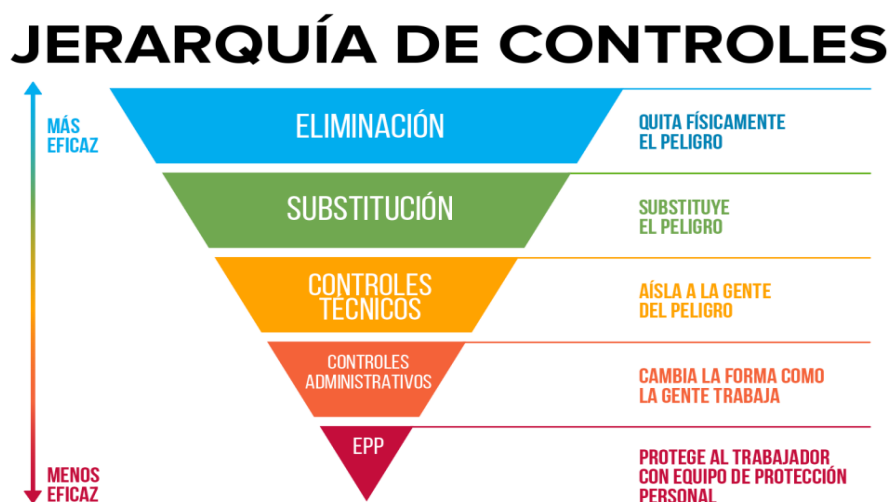 JERARQUÍA DE CONTROLES
MÁS
EFICAZ
ELIMINACIÓN
QUITA FÍSICAMENTE
EL PELIGRO
SUBSTITUCIÓN
SUBSTITUYE
EL PELIGRO
CONTROLES
TÉCNICOS
AÍSLA A LA GENTE
DEL PELIGRO
CONTROLES
ADMINISTRATIVOS
CAMBIA LA FORMA COMO
LA GENTE TRABAJA
EPP
PROTEGE AL TRABAJADOR
CON EQUIPO DE PROTECCIÓN
PERSONAL
MENOS
EFICAZ